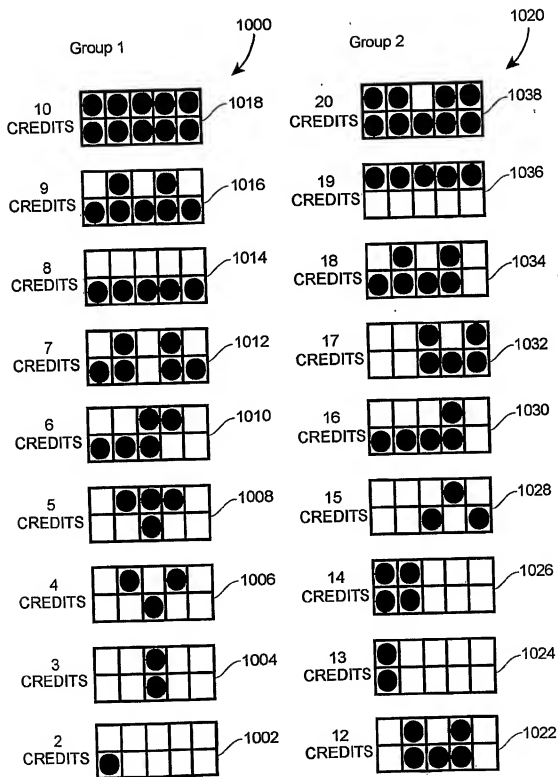 Group 1
1000
10
CREDITS
1018
9
CREDITS
1016
8
CREDITS
1014
7
CREDITS
1012
6
CREDITS
1010
5
CREDITS
1008
4
CREDITS
1006
3
CREDITS
1004
2
CREDITS
1002
Group 2
1020
20
CREDITS
1038
19
CREDITS
1036
18
CREDITS
1034
17
CREDITS
1032
16
CREDITS
1030
15
CREDITS
1028
14
CREDITS
1026
13
CREDITS
1024
12
CREDITS
1022